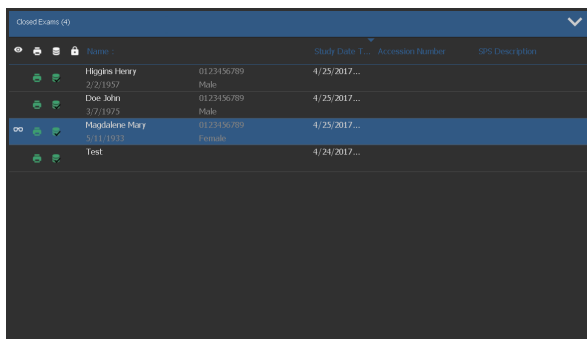 Closed Exams (4)
Name : Study Date T... Accession Number SPS Description
Higgins Henry 0123456789 4/25/2017...
2/2/1957 Male
Doe John 0123456789 4/25/2017...
3/7/1975 Male
Magdalene Mary 0123456789 4/25/2017...
5/11/1933 Female
Test 4/24/2017...